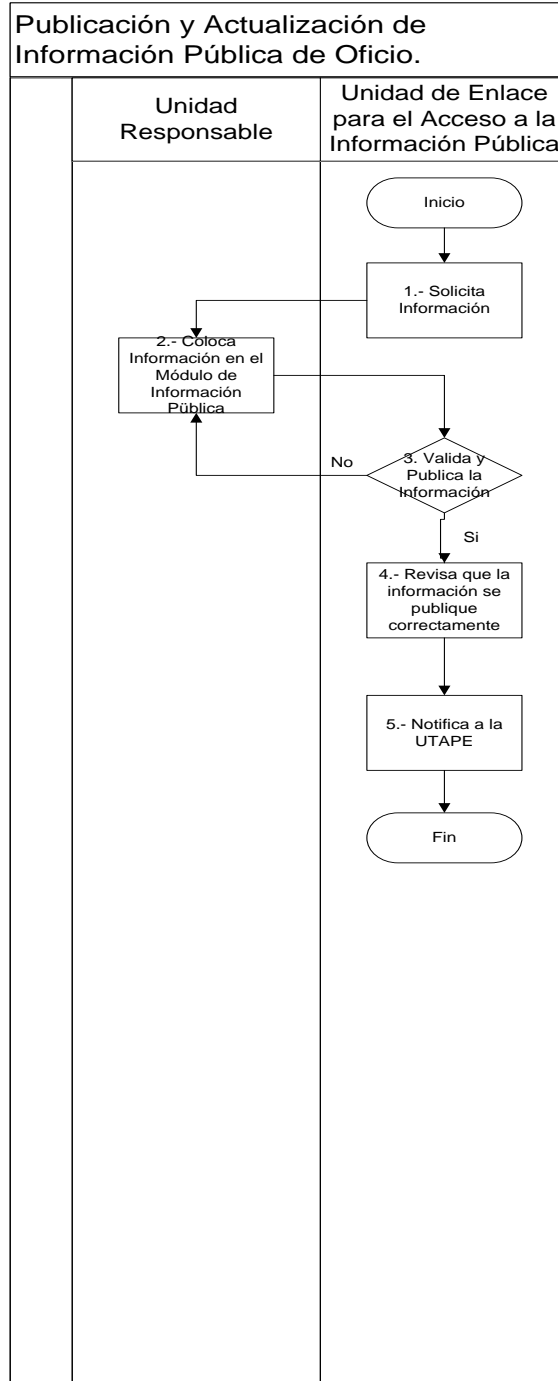 Publicación y Actualización de
Información Pública de Oficio.
Unidad
Responsable
Unidad de Enlace
para el Acceso a la
Información Pública
Inicio
1.- Solicita
Información
2.- Coloca
Información en el
Módulo de
Información
Püblica
3. Valida y
Publica la
Información
No
Si
4.- Revisa que la
información se
publique
correctamente
5.- Notifica a la
UTAPE
Fin